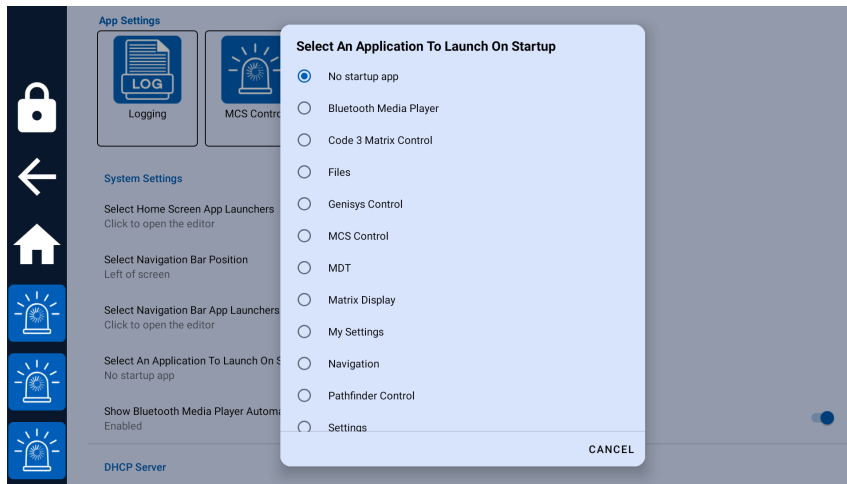 App Settings
LOG
Logging
MCS Contro
System Settings
Select Home Screen App Launchers
Click to open the editor
Select Navigation Bar Position
Left of screen
Select Navigation Bar App Launchers
Click to open the editor
Select An Application To Launch On S
No startup app
Show Bluetooth Media Player Automa
Enabled
DHCP Server
Select An Application To Launch On Startup
No startup app
Bluetooth Media Player
Code 3 Matrix Control
Files
Genisys Control
MCS Control
MDT
Matrix Display
My Settings
Navigation
Pathfinder Control
Settings
CANCEL